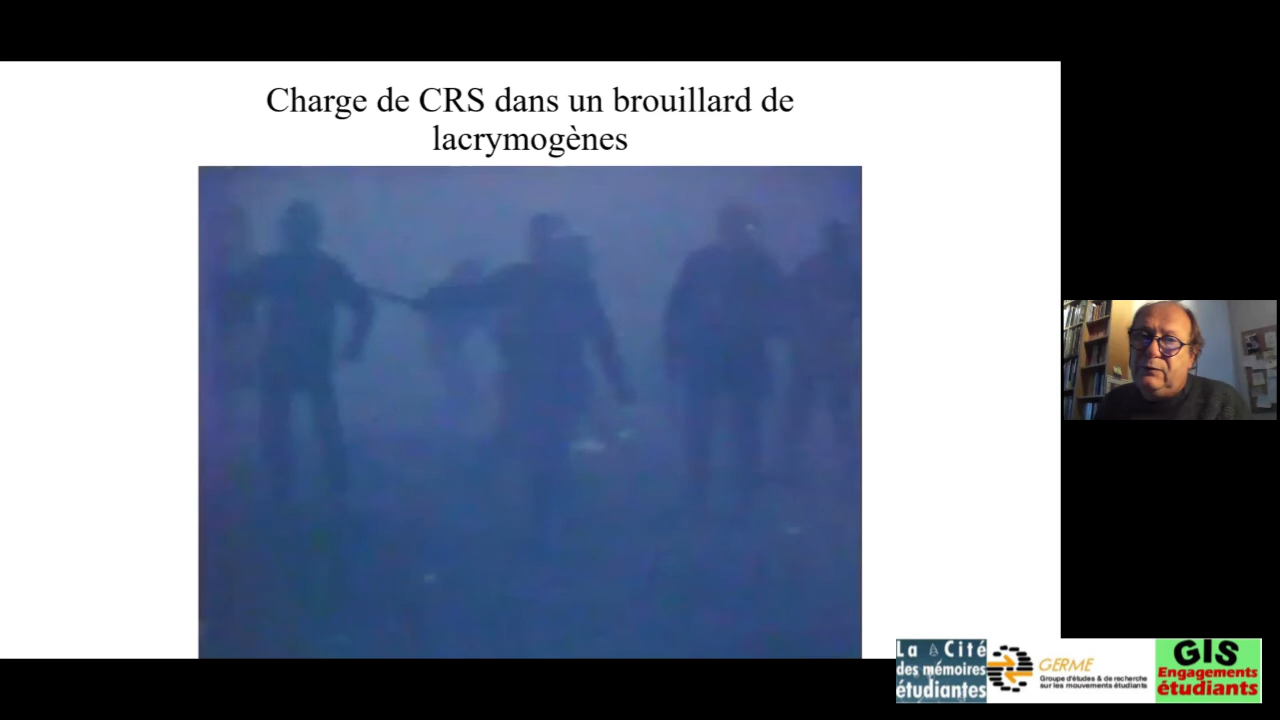 Charge de CRS dans un brouillard de
lacrymogènes
La Cité
des mémoires
étudiantes
GERME
Groupe d'études & de recherche
sur les mouvements étudiants
GIS
Engagements
étudiants